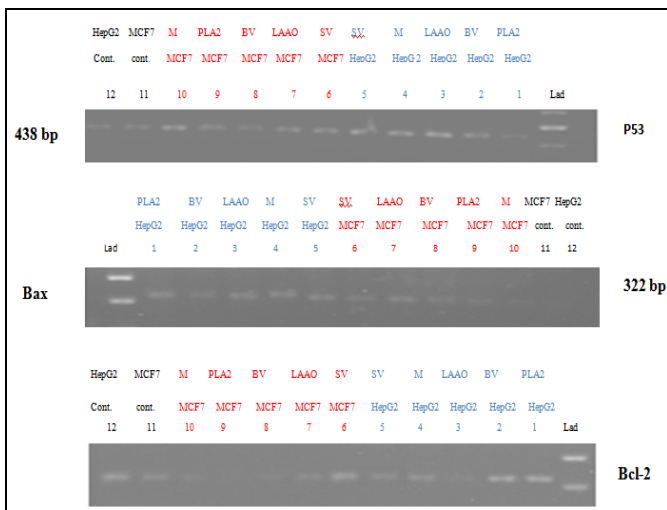 HepG2 MCF7 M PLA2 BV LAAO SV SV M LAAO BV PLA2
Cont. cont. MCF7 MCF7 MCF7 MCF7 MCF7 HepG2 HepG2 HepG2 HepG2 HepG2
12 11 10 9 8 7 6 5 4 3 2 1 Lad
438 bp P53
PLA2 BV LAAO M SV SV LAAO BV PLA2 M MCF7 HepG2
HepG2 HepG2 HepG2 HepG2 HepG2 MCF7 MCF7 MCF7 MCF7 MCF7 cont. cont.
Lad 1 2 3 4 5 6 7 8 9 10 11 12
Bax 322 bp
HepG2 MCF7 M PLA2 BV LAAO SV SV M LAAO BV PLA2
Cont. cont. MCF7 MCF7 MCF7 MCF7 MCF7 HepG2 HepG2 HepG2 HepG2 HepG2
12 11 10 9 8 7 6 5 4 3 2 1 Lad
Bcl-2